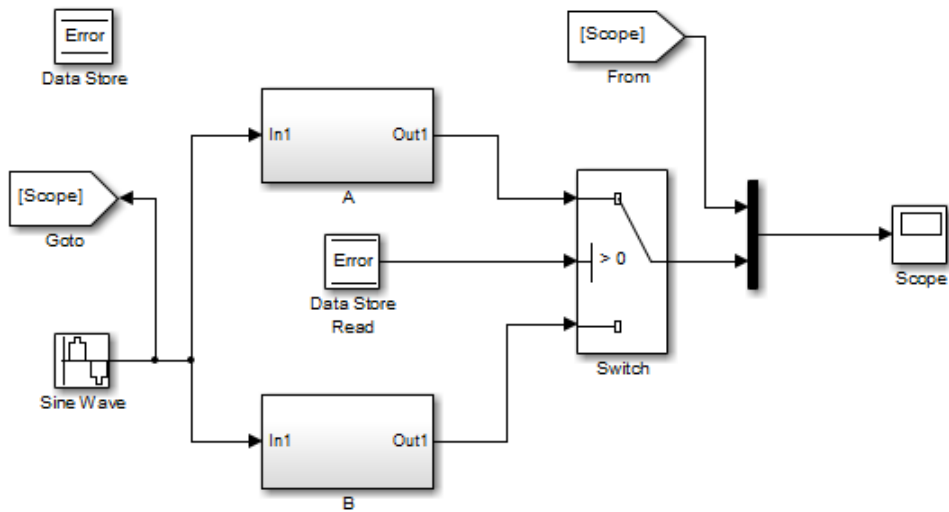 Error
Data Store
[Scope]
From
In1
Out1
A
[Scope]
Goto
Error
Data Store
Read
> 0
Switch
Scope
Sine Wave
In1
Out1
B